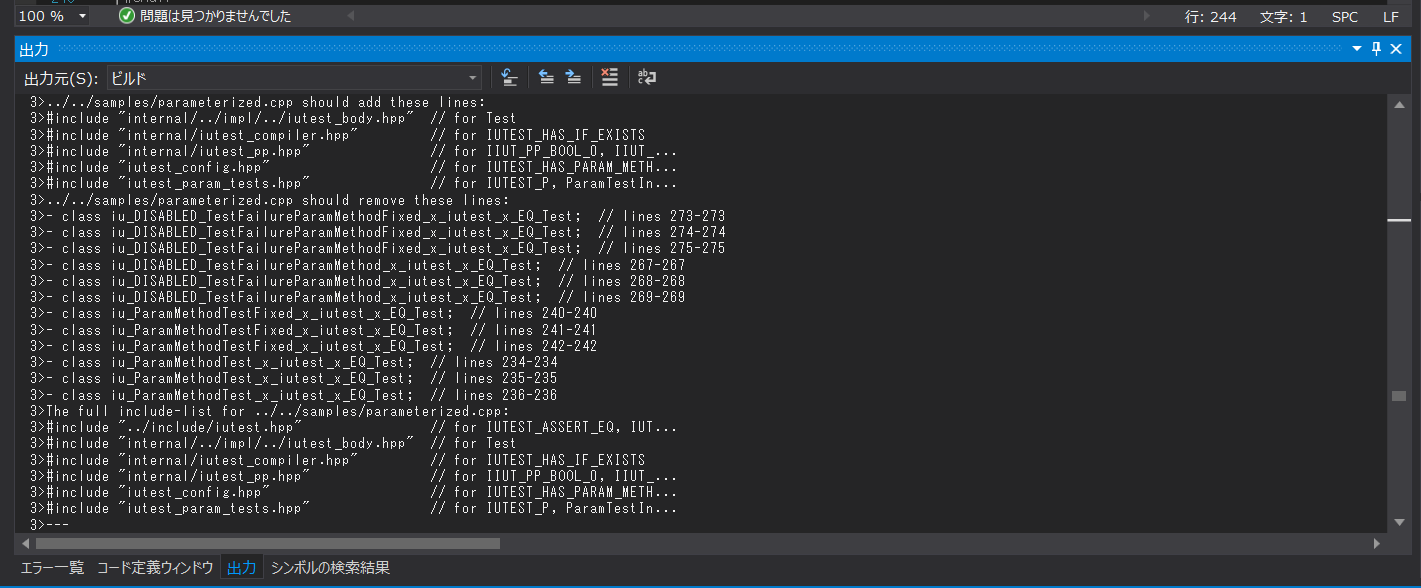 100 %
問題は見つかりませんでした
行: 244 文字: 1 SPC LF
出力
出力元(S): ビルド
3>../../samples/parameterized.cpp should add these lines:
3>#include "internal/../impl/../iutest_body.hpp"  // for Test
3>#include "internal/iutest_compiler.hpp"         // for IUTEST_HAS_IF_EXISTS
3>#include "internal/iutest_pp.hpp"               // for IIUT_PP_BOOL_0, IIUT_...
3>#include "iutest_config.hpp"                    // for IUTEST_HAS_PARAM_METH...
3>#include "iutest_param_tests.hpp"               // for IUTEST_P, ParamTestIn...
3>../../samples/parameterized.cpp should remove these lines:
3>- class iu_DISABLED_TestFailureParamMethodFixed_x_iutest_x_EQ_Test;  // lines 273-273
3>- class iu_DISABLED_TestFailureParamMethodFixed_x_iutest_x_EQ_Test;  // lines 274-274
3>- class iu_DISABLED_TestFailureParamMethodFixed_x_iutest_x_EQ_Test;  // lines 275-275
3>- class iu_DISABLED_TestFailureParamMethod_x_iutest_x_EQ_Test;  // lines 267-267
3>- class iu_DISABLED_TestFailureParamMethod_x_iutest_x_EQ_Test;  // lines 268-268
3>- class iu_DISABLED_TestFailureParamMethod_x_iutest_x_EQ_Test;  // lines 269-269
3>- class iu_ParamMethodTestFixed_x_iutest_x_EQ_Test;  // lines 240-240
3>- class iu_ParamMethodTestFixed_x_iutest_x_EQ_Test;  // lines 241-241
3>- class iu_ParamMethodTestFixed_x_iutest_x_EQ_Test;  // lines 242-242
3>- class iu_ParamMethodTest_x_iutest_x_EQ_Test;  // lines 234-234
3>- class iu_ParamMethodTest_x_iutest_x_EQ_Test;  // lines 235-235
3>- class iu_ParamMethodTest_x_iutest_x_EQ_Test;  // lines 236-236
3>The full include-list for ../../samples/parameterized.cpp:
3>#include "../include/iutest.hpp"                // for IUTEST_ASSERT_EQ, IUT...
3>#include "internal/../impl/../iutest_body.hpp"  // for Test
3>#include "internal/iutest_compiler.hpp"         // for IUTEST_HAS_IF_EXISTS
3>#include "internal/iutest_pp.hpp"               // for IIUT_PP_BOOL_0, IIUT_...
3>#include "iutest_config.hpp"                    // for IUTEST_HAS_PARAM_METH...
3>#include "iutest_param_tests.hpp"               // for IUTEST_P, ParamTestIn...
3>---
エラー一覧 コード定義ウィンドウ 出力 シンボルの検索結果